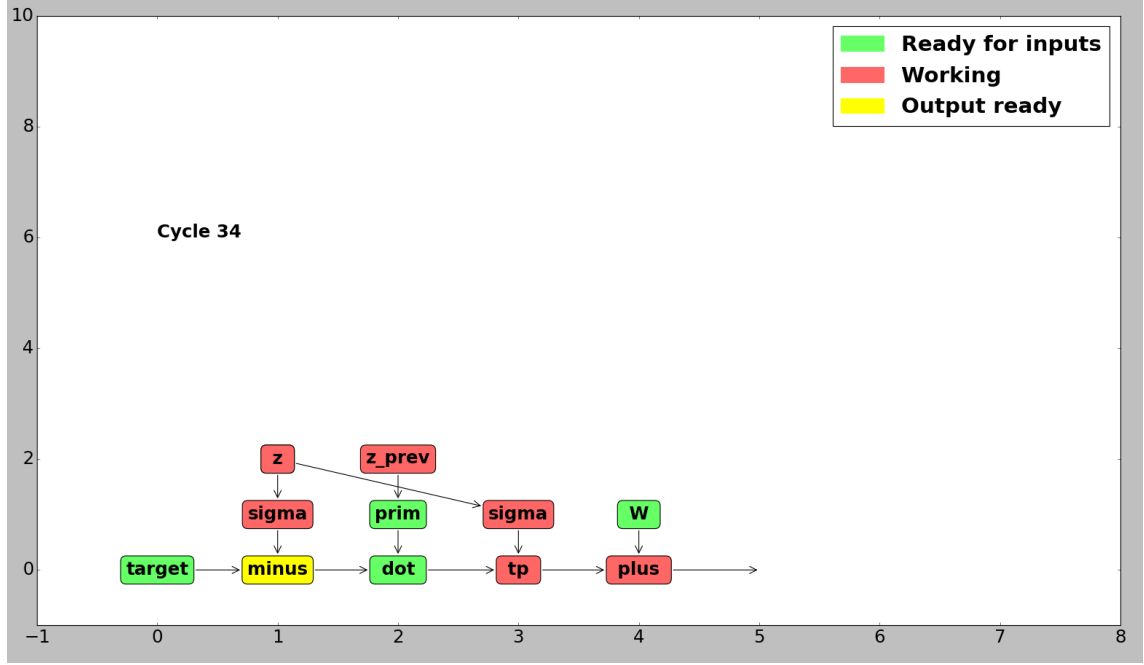 10
Ready for inputs
Working
Output ready
8
6
Cycle 34
4
2
z
z_prev
sigma
prim
sigma
W
0
target
minus
dot
tp
plus
−1
0
1
2
3
4
5
6
7
8